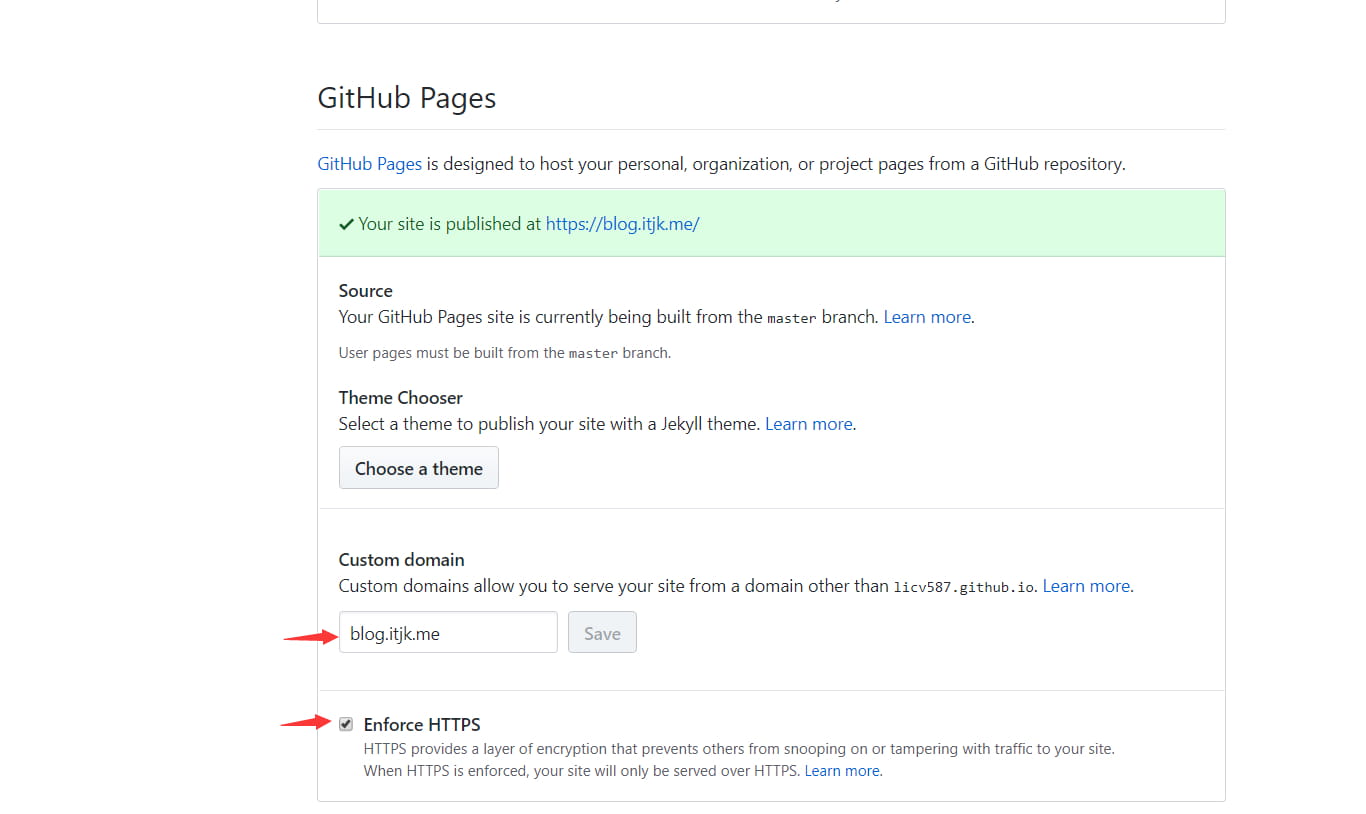 GitHub Pages
GitHub Pages is designed to host your personal, organization, or project pages from a GitHub repository.
Your site is published at https://blog.itjk.me/
Source
Your GitHub Pages site is currently being built from the master branch. Learn more.
User pages must be built from the master branch.
Theme Chooser
Select a theme to publish your site with a Jekyll theme. Learn more.
Choose a theme
Custom domain
Custom domains allow you to serve your site from a domain other than licv587.github.io. Learn more.
blog.itjk.me Save
Enforce HTTPS
HTTPS provides a layer of encryption that prevents others from snooping on or tampering with traffic to your site.
When HTTPS is enforced, your site will only be served over HTTPS. Learn more.